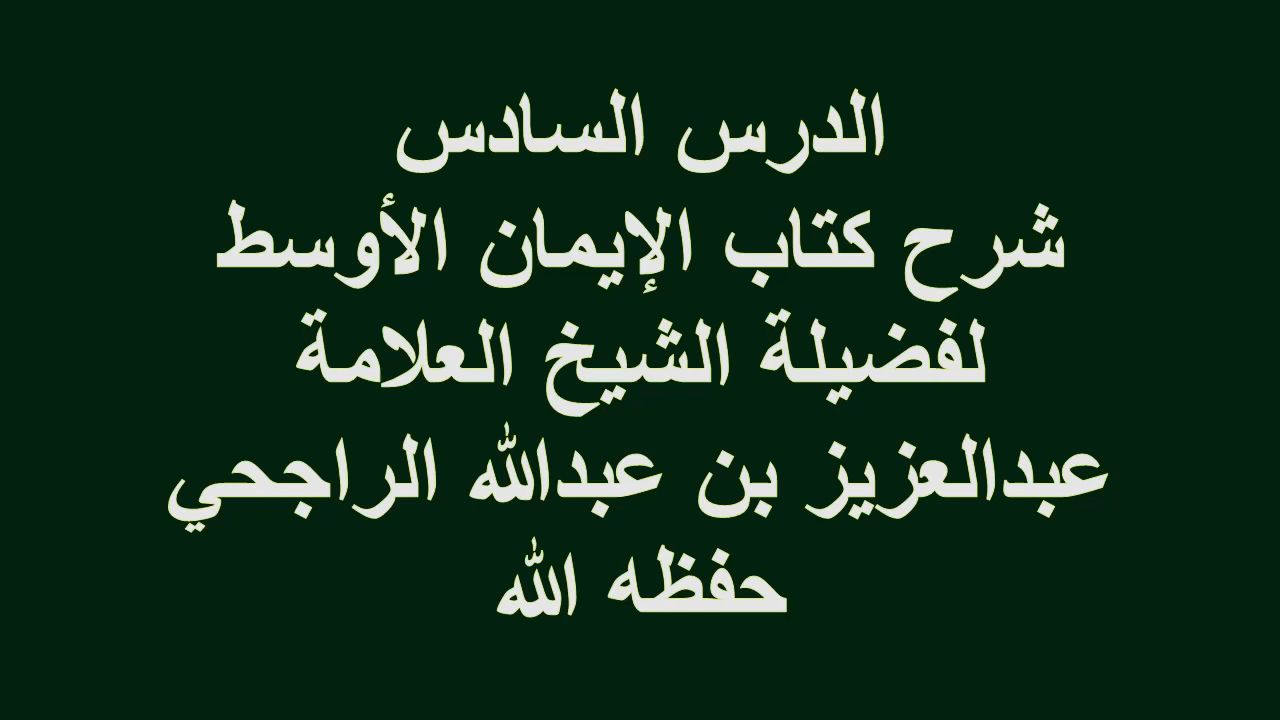 الدرس السادس
شرح كتاب الإيمان الأوسط
لفضيلة الشيخ العلامة
عبدالعزيز بن عبدالله الراجحي
حفظه الله